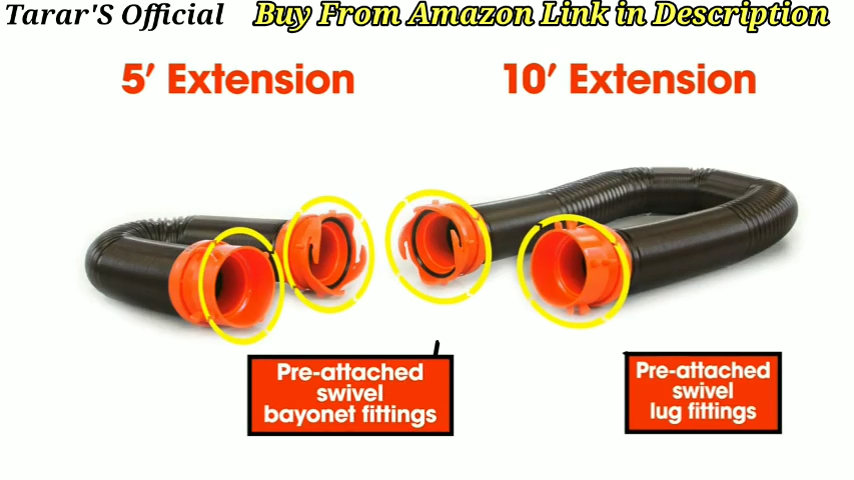 Tarar'S Official
Buy From Amazon Link in Description
5′ Extension
10′ Extension
Pre-attached
swivel
bayonet fittings
Pre-attached
swivel
lug fittings